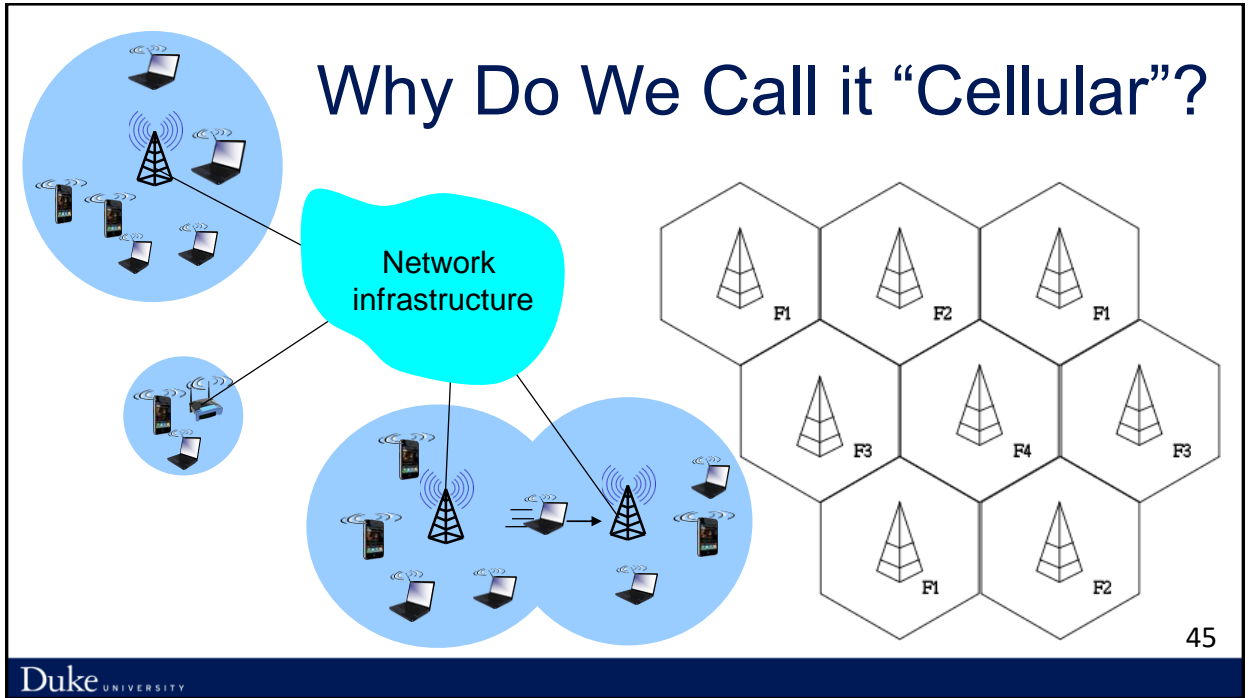 Why Do We Call it “Cellular”?
Network
infrastructure
F1
F2
F1
F3
F4
F3
F1
F2
45
Duke UNIVERSITY